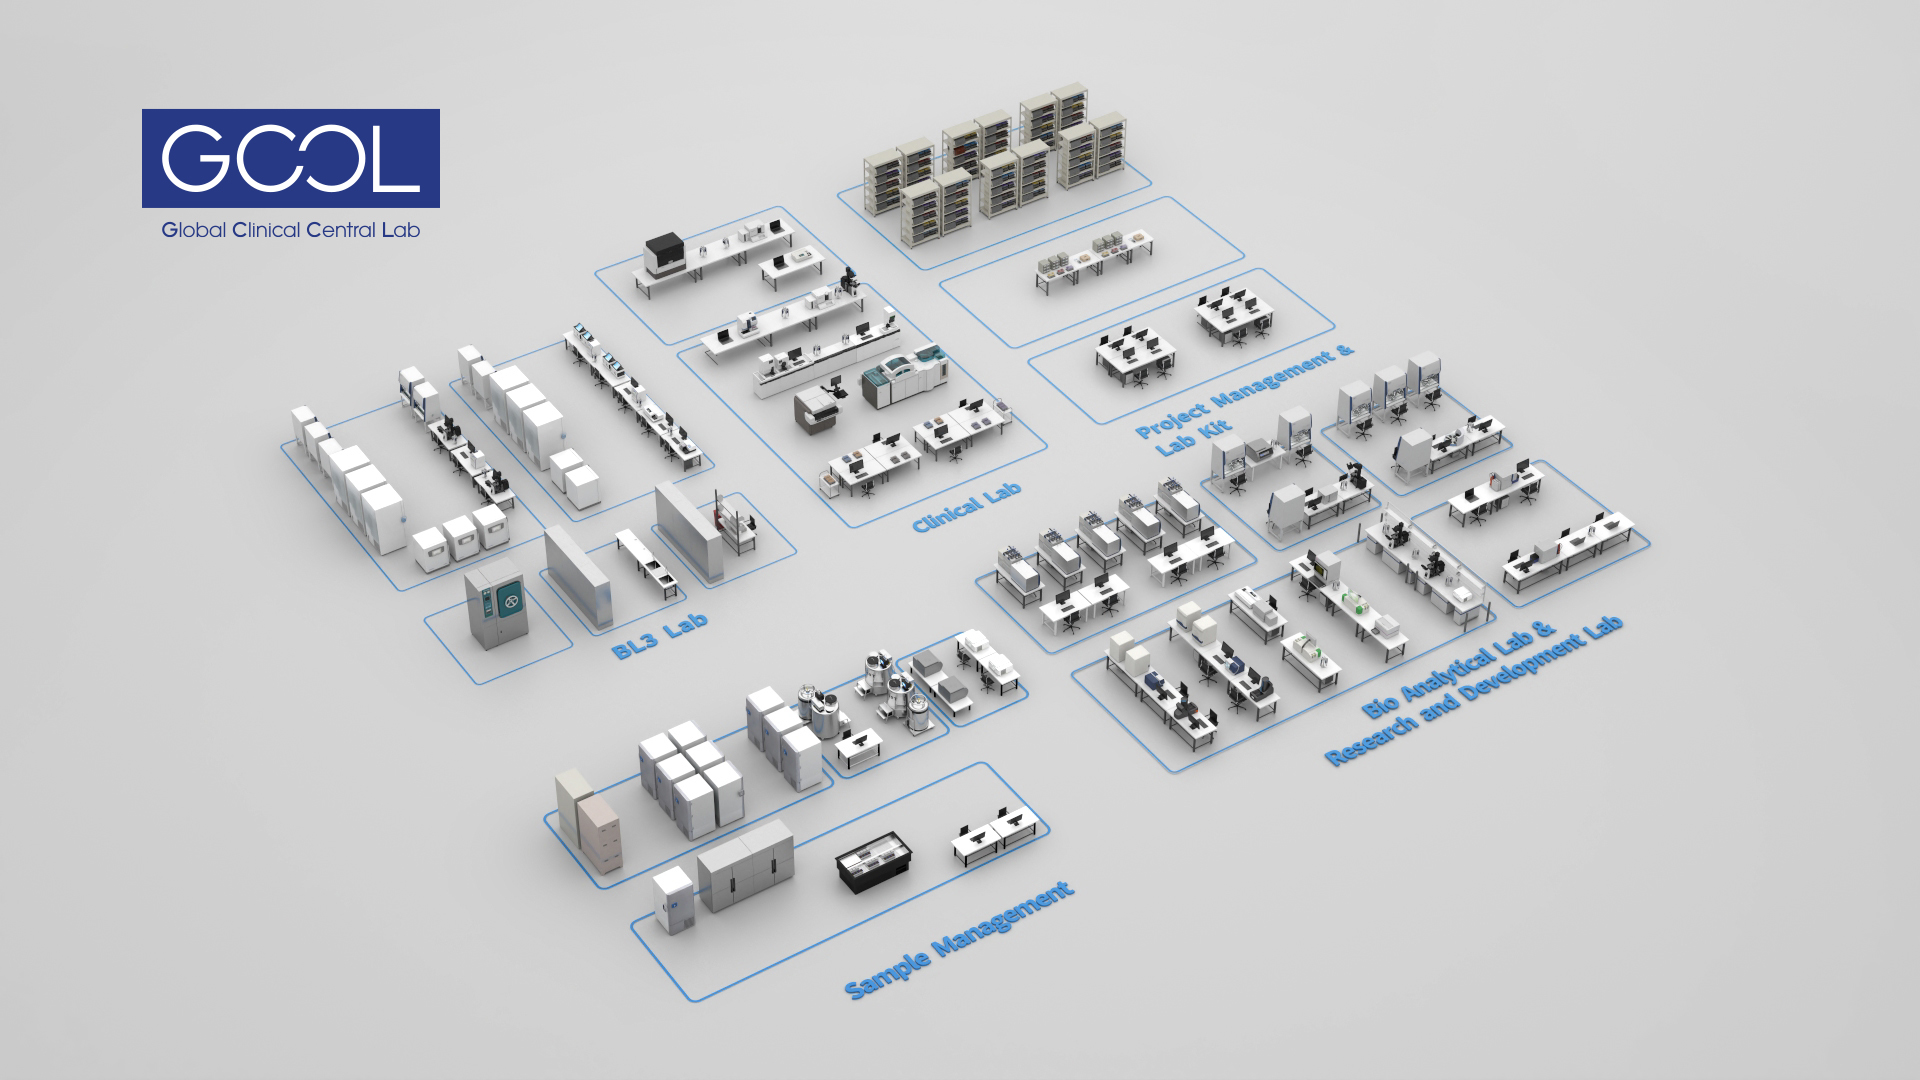 GCCL
Global Clinical Central Lab
Project Management &
Lab Kit
Clinical Lab
BL3 Lab
Bio Analytical Lab &
Research and Development Lab
Sample Management